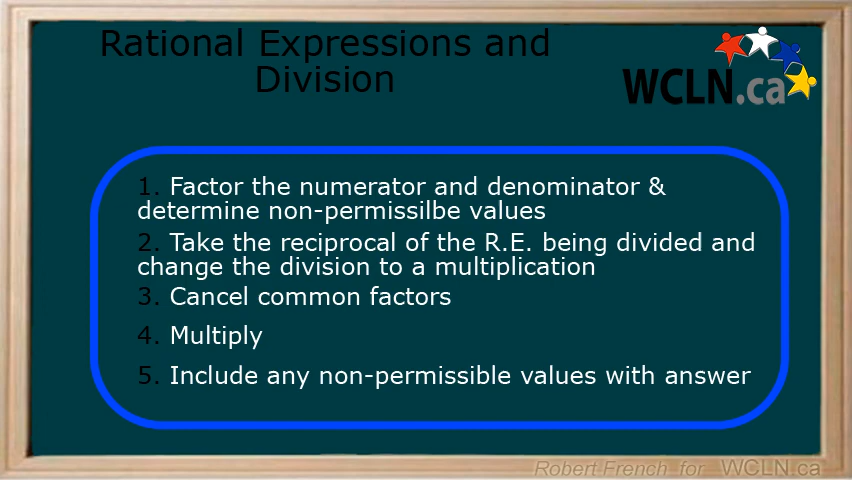 Rational Expressions and
Division
WCLN.ca
1. Factor the numerator and denominator &
determine non-permissilbe values
2. Take the reciprocal of the R.E. being divided and
change the division to a multiplication
3. Cancel common factors
4. Multiply
5. Include any non-permissible values with answer
Robert French for WCLN.ca